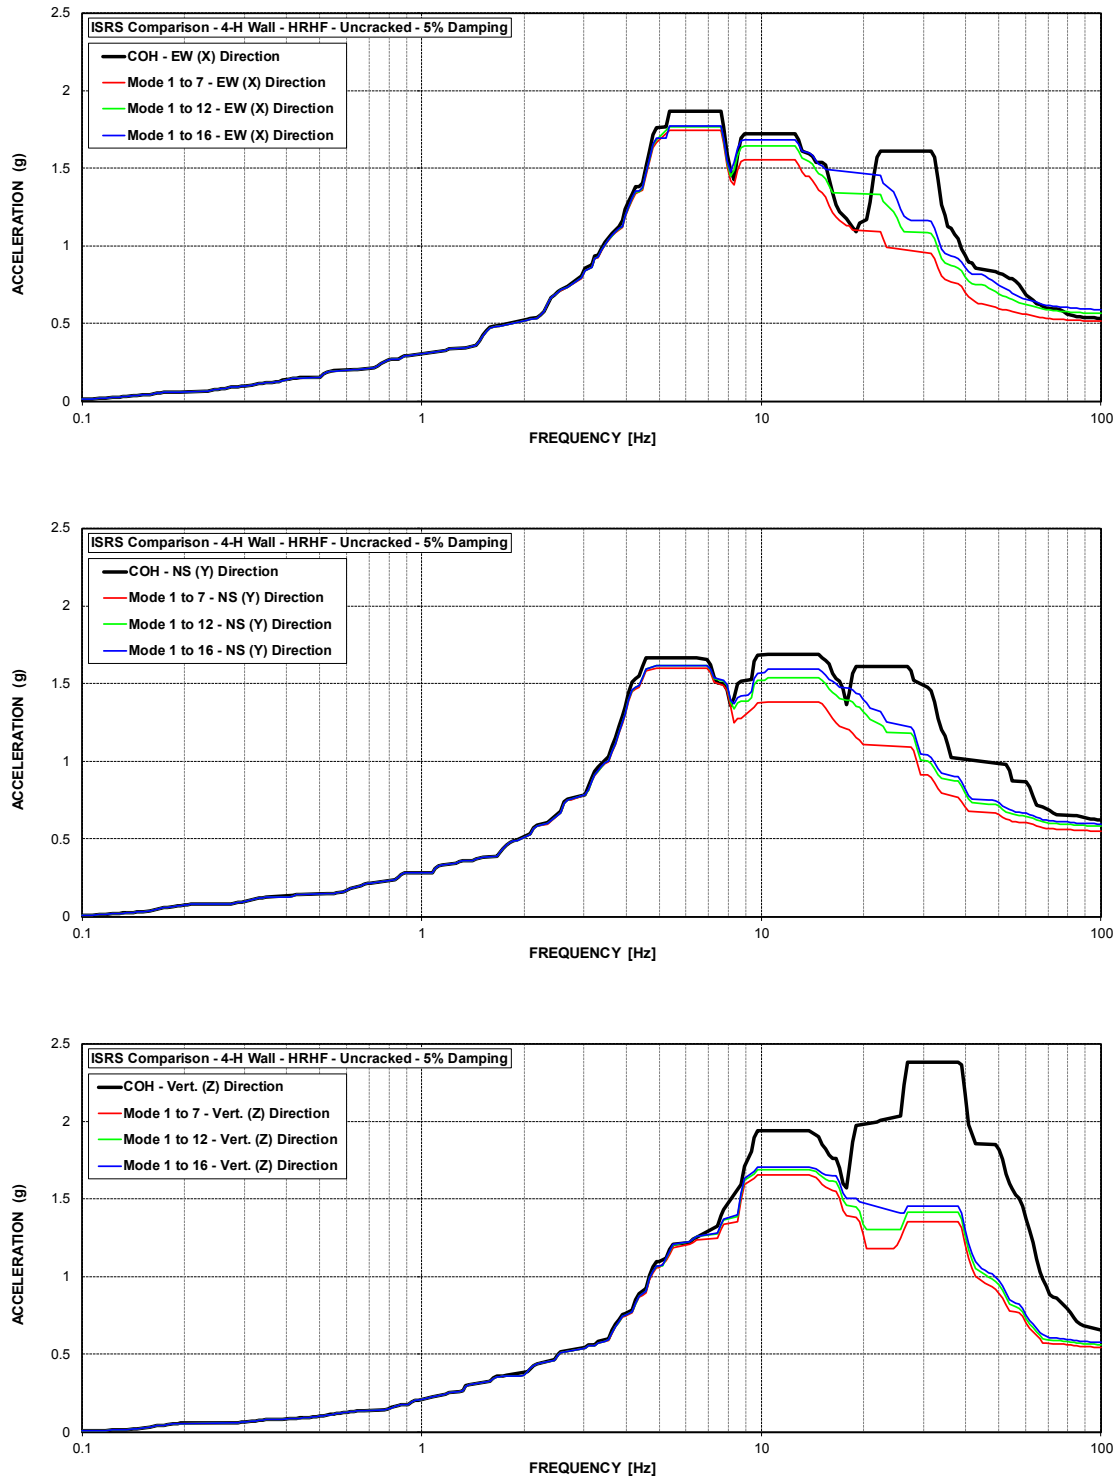 ISRS Comparison - 4-H Wall - HRHF - Uncracked - 5% Damping
COH - EW (X) Direction
Mode 1 to 7 - EW (X) Direction
Mode 1 to 12 - EW (X) Direction
Mode 1 to 16 - EW (X) Direction
2.5
2
1.5
1
0.5
0
ACCELERATION (g)
0.1
1
10
100
FREQUENCY [Hz]
ISRS Comparison - 4-H Wall - HRHF - Uncracked - 5% Damping
COH - NS (Y) Direction
Mode 1 to 7 - NS (Y) Direction
Mode 1 to 12 - NS (Y) Direction
Mode 1 to 16 - NS (Y) Direction
2.5
2
1.5
1
0.5
0
ACCELERATION (g)
0.1
1
10
100
FREQUENCY [Hz]
ISRS Comparison - 4-H Wall - HRHF - Uncracked - 5% Damping
COH - Vert. (Z) Direction
Mode 1 to 7 - Vert. (Z) Direction
Mode 1 to 12 - Vert. (Z) Direction
Mode 1 to 16 - Vert. (Z) Direction
2.5
2
1.5
1
0.5
0
ACCELERATION (g)
0.1
1
10
100
FREQUENCY [Hz]